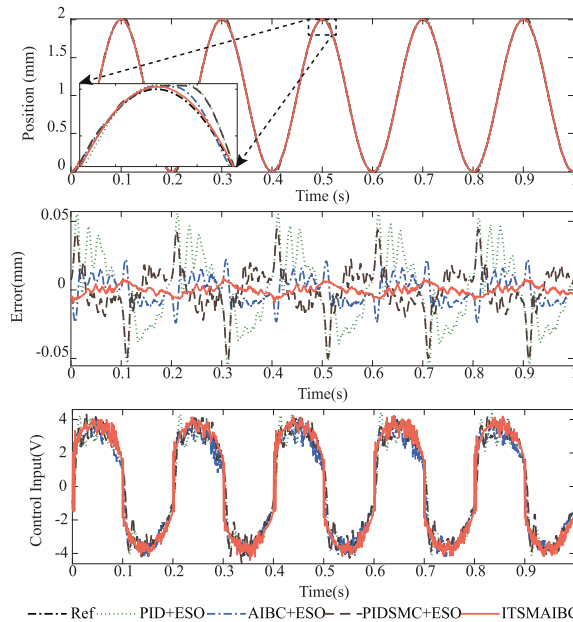 2
1.5
1
0.5
0
Position (mm)
0 0.1 0.2 0.3 0.4 0.5 0.6 0.7 0.8 0.9
Time (s)
0.05
0
-0.05
Error(mm)
0 0.1 0.2 0.3 0.4 0.5 0.6 0.7 0.8 0.9
Time(s)
4
2
0
-2
-4
Control Input(V)
0 0.1 0.2 0.3 0.4 0.5 0.6 0.7 0.8 0.9
Time(s)
Ref PID+ESO AIBC+ESO PIDSMC+ESO ITSMAIBC